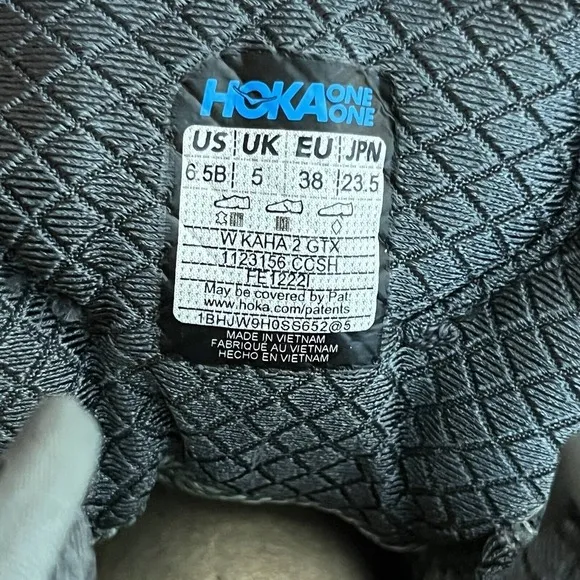 HOKA ONE ONE
US UK EU JPN
6.5B 5 38 23.5
W KAHA 2 GTX
1123156 CCSH
FE1222I
May be covered by Pat:
www.hoka.com/patents
1BHJW9H0SS652@5
MADE IN VIETNAM
FABRIQUÉ AU VIETNAM
HECHO EN VIETNAM